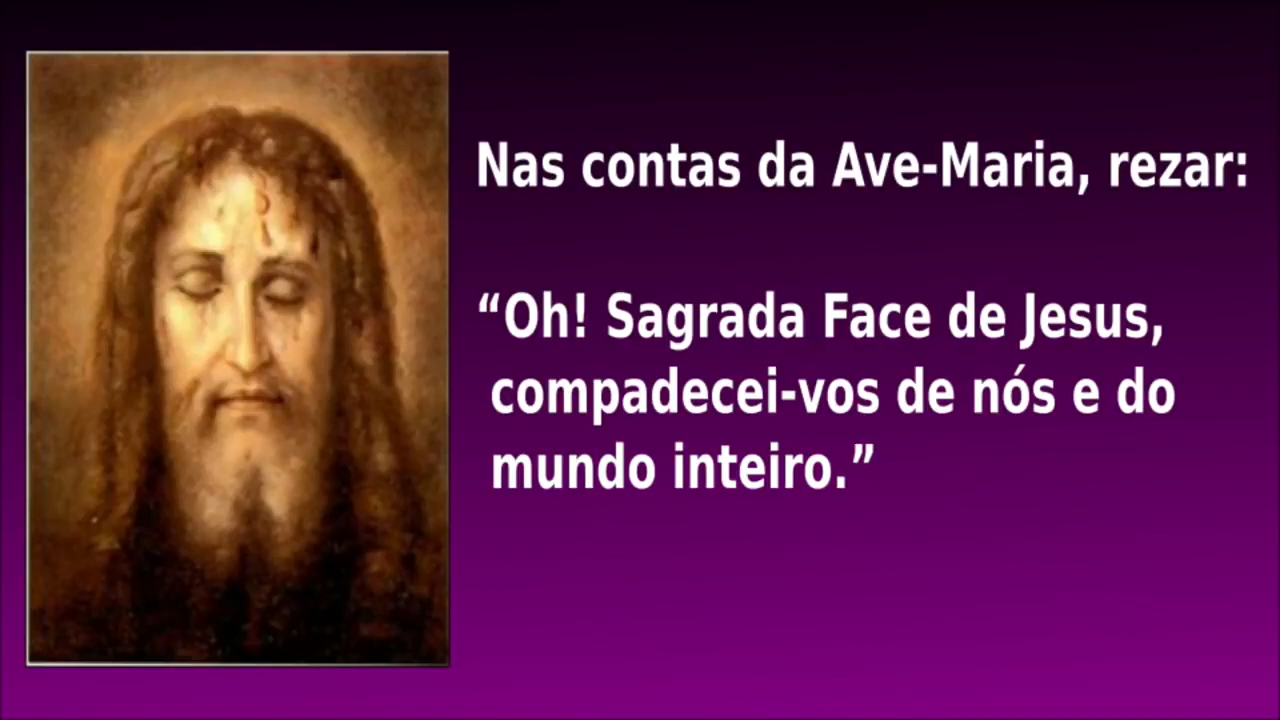 Nas contas da Ave-Maria, rezar:
“Oh! Sagrada Face de Jesus,
compadecei-vos de nós e do
mundo inteiro.”